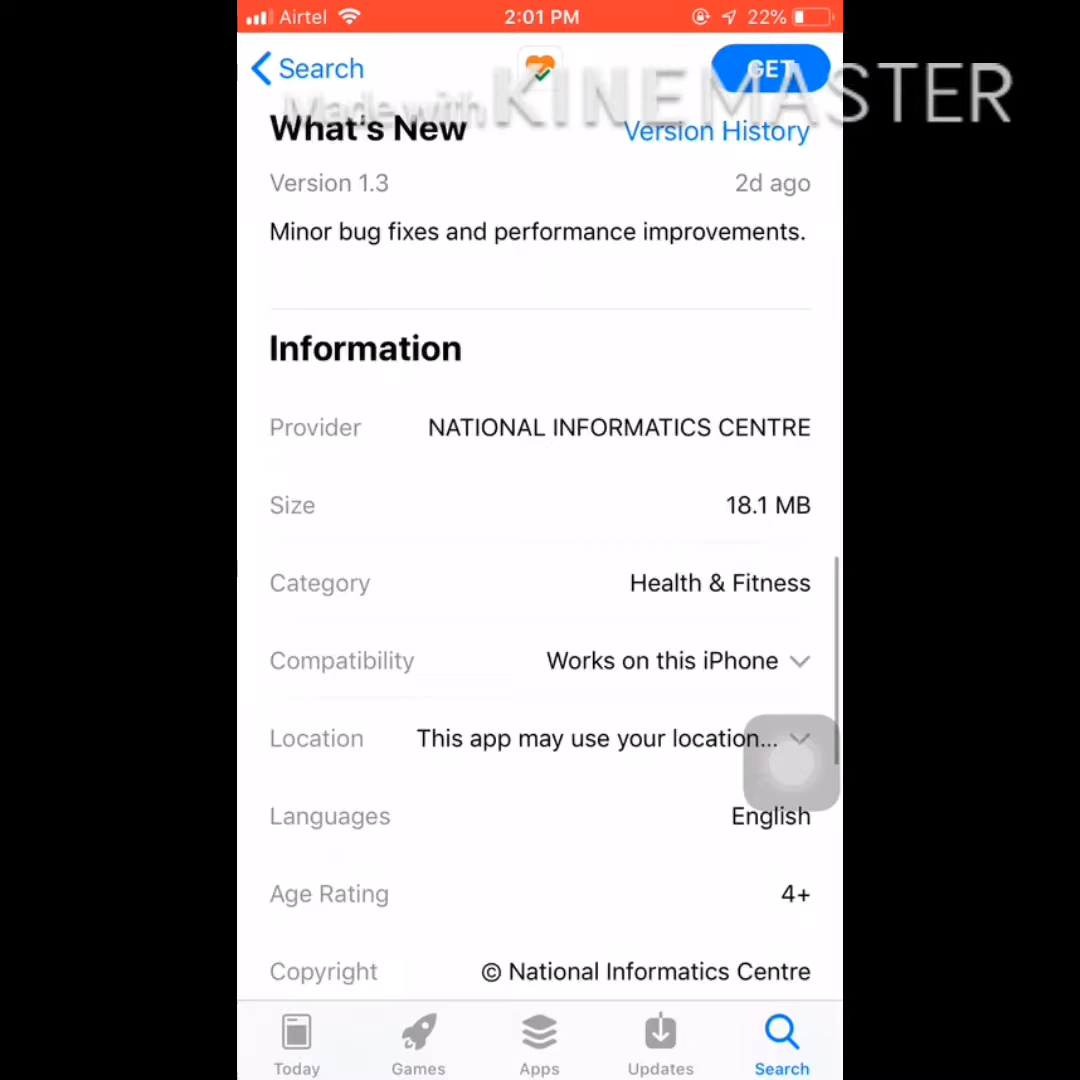 Airtel 2:01 PM 22%
Search GET
Made with KINEMASTER
What's New Version History
Version 1.3 2d ago
Minor bug fixes and performance improvements.
Information
Provider NATIONAL INFORMATICS CENTRE
Size 18.1 MB
Category Health & Fitness
Compatibility Works on this iPhone
Location This app may use your location...
Languages English
Age Rating 4+
Copyright © National Informatics Centre
Today Games Apps Updates Search